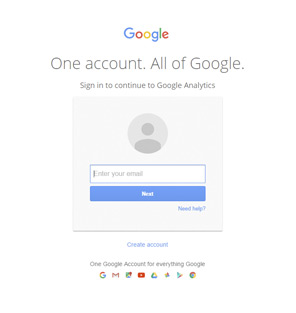 Google
One account. All of Google.
Sign in to continue to Google Analytics
Enter your email
Next
Need help?
Create account
One Google Account for everything Google